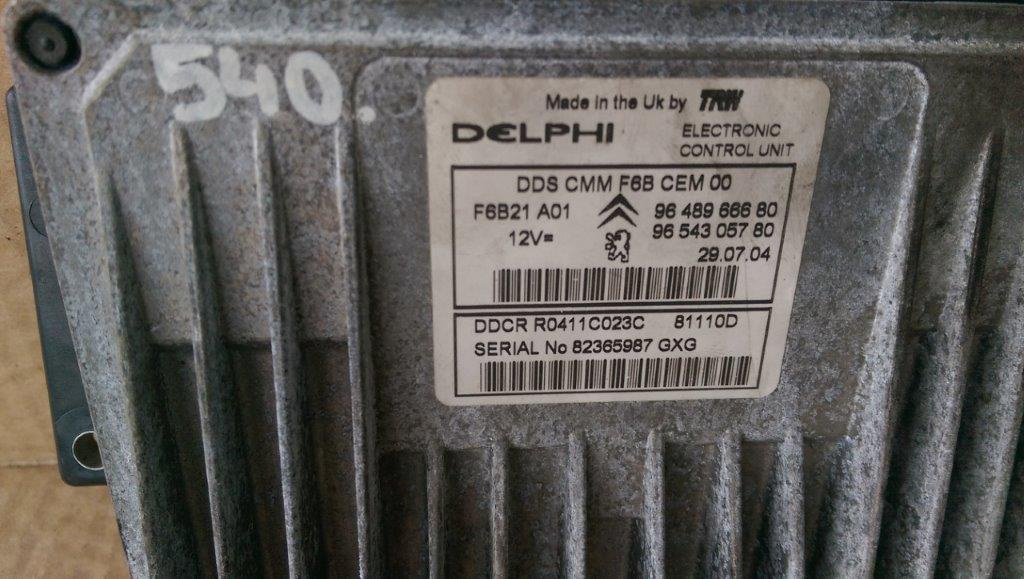 540.
Made in the Uk by TRW
DELPHI
ELECTRONIC
CONTROL UNIT
DDS CMM F6B CEM 00
F6B21 A01 96 489 666 80
12V= 96 543 057 80
29.07.04
DDCR R0411C023C 81110D
SERIAL No 82365987 GXG